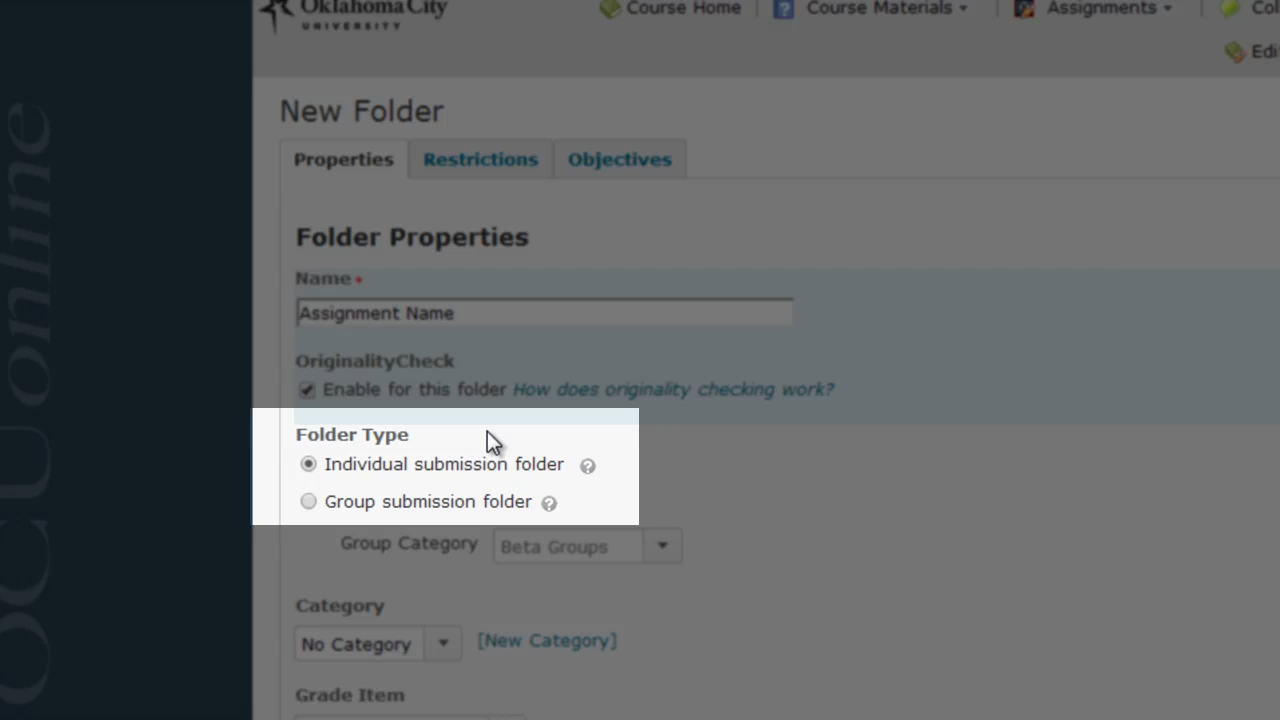 OCU online
Oklahoma City
UNIVERSITY
Course Home
Course Materials
Assignments
New Folder
Properties
Restrictions
Objectives
Folder Properties
Name
Assignment Name
OriginalityCheck
Enable for this folder How does originality checking work?
Folder Type
Individual submission folder
Group submission folder
Group Category
Beta Groups
Category
No Category
[New Category]
Grade Item